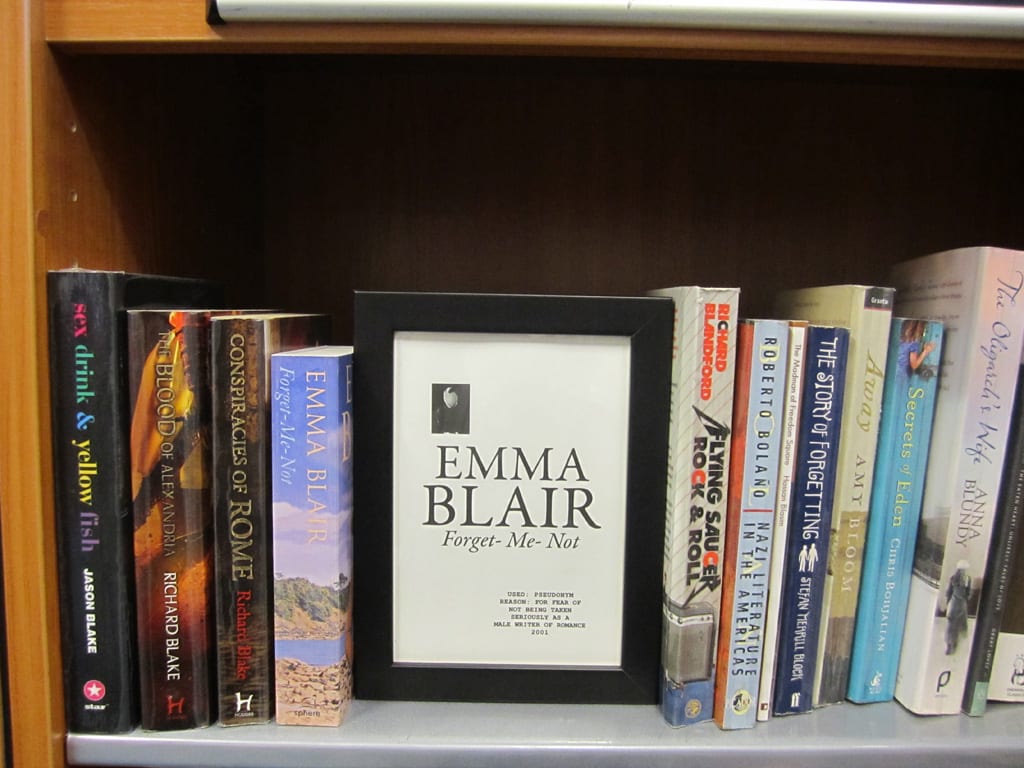 sex drink & yellow fish
JASON BLAKE
star
THE BLOOD OF ALEXANDRIA
RICHARD BLAKE
H
CONSPIRACIES OF ROME
Richard Blake
H
HODDER
EMMA BLAIR
Forget-Me-Not
sphere
EMMA
BLAIR
Forget- Me- Not
USED: PSEUDONYM
REASON: FOR FEAR OF
NOT BEING TAKEN
SERIOUSLY AS A
MALE WRITER OF ROMANCE
2001
RICHARD
BLANDFORD
FLYING SAUCER
ROCK & ROLL
ROBERTO BOLAÑO
NAZI LITERATURE
IN THE AMERICAS
The Madman of Freedom Square
Hassan Blasim
THE STORY OF FORGETTING
STEFAN MERRILL BLOCK
ff
Granta
Away
AMY BLOOM
Secrets of Eden
CHRIS BOHJALIAN
The Oligarch's Wife
ANNA
BLUNDY